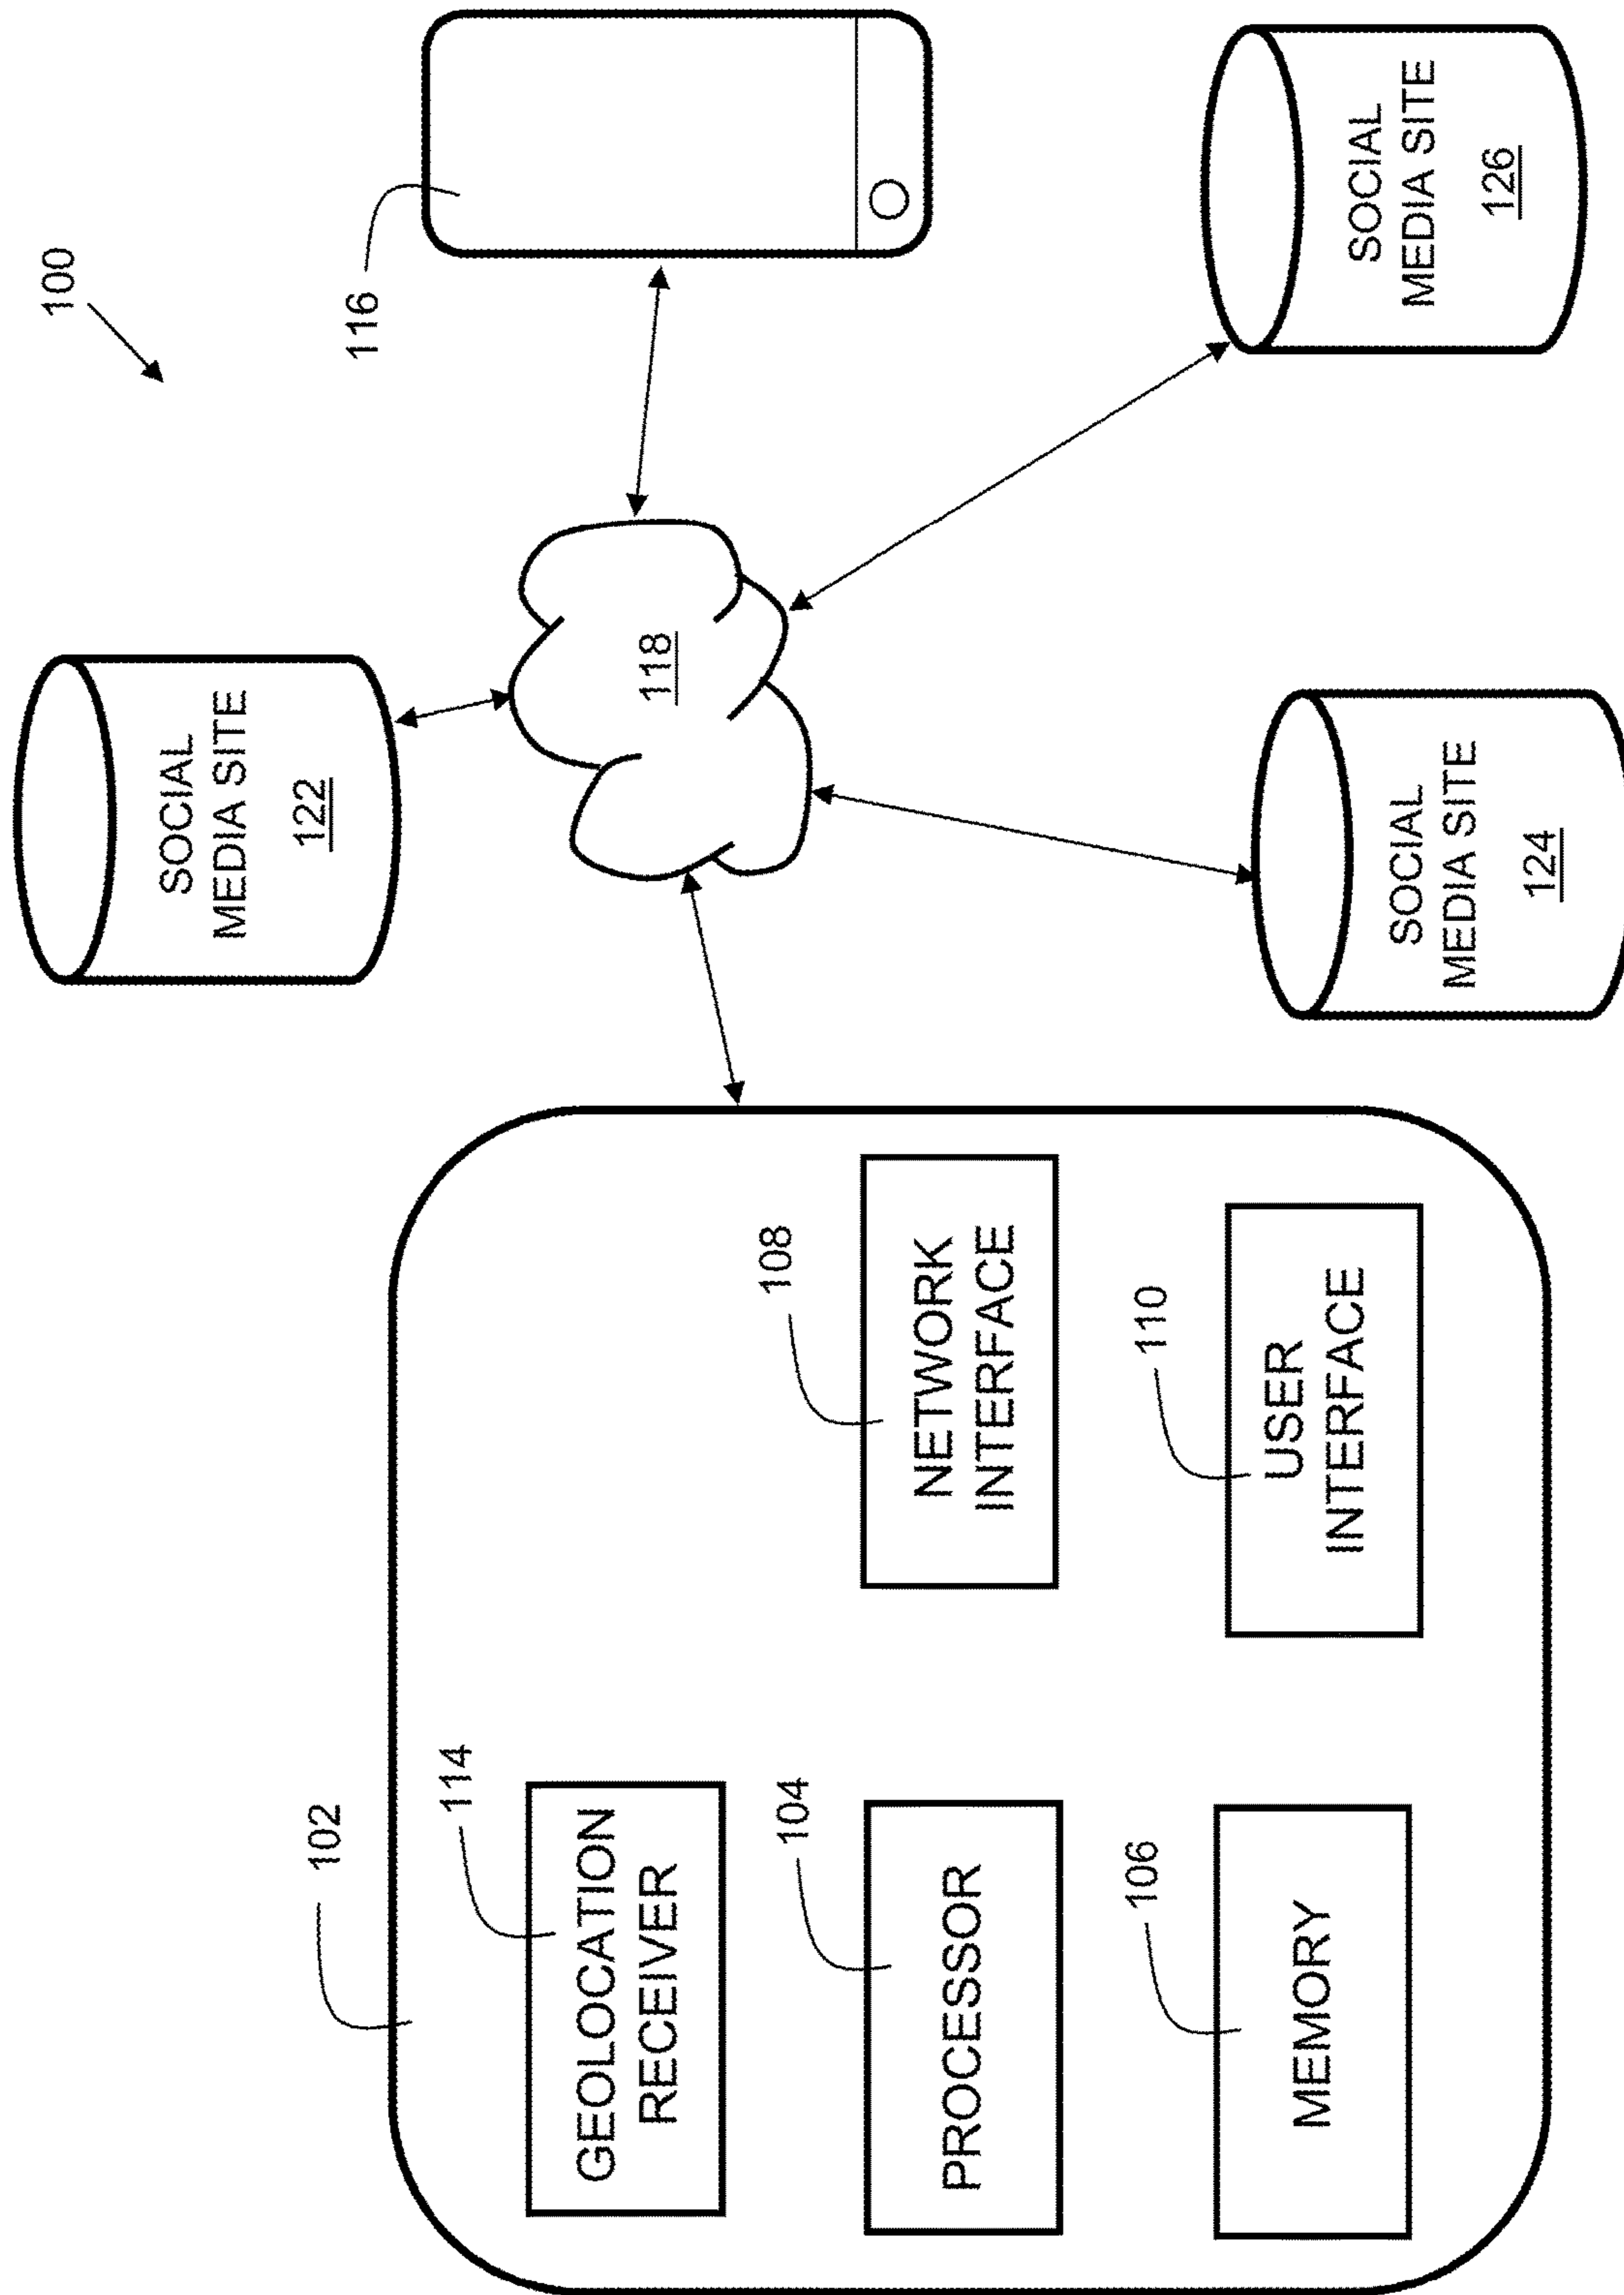 100
102
114
GEOLOCATION
RECEIVER
104
PROCESSOR
106
MEMORY
108
NETWORK
INTERFACE
110
USER
INTERFACE
SOCIAL
MEDIA SITE
122
118
116
SOCIAL
MEDIA SITE
124
SOCIAL
MEDIA SITE
126